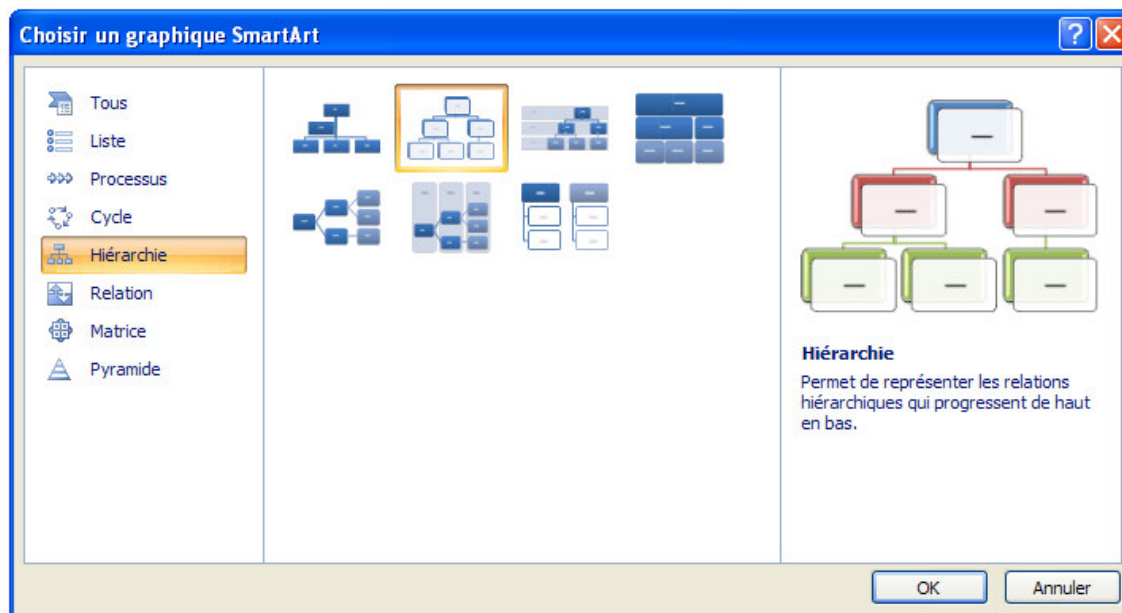 Choisir un graphique SmartArt
Tous
Liste
Processus
Cycle
Hiérarchie
Relation
Matrice
Pyramide
Hiérarchie
Permet de représenter les relations
hiérarchiques qui progressent de haut
en bas.
OK
Annuler